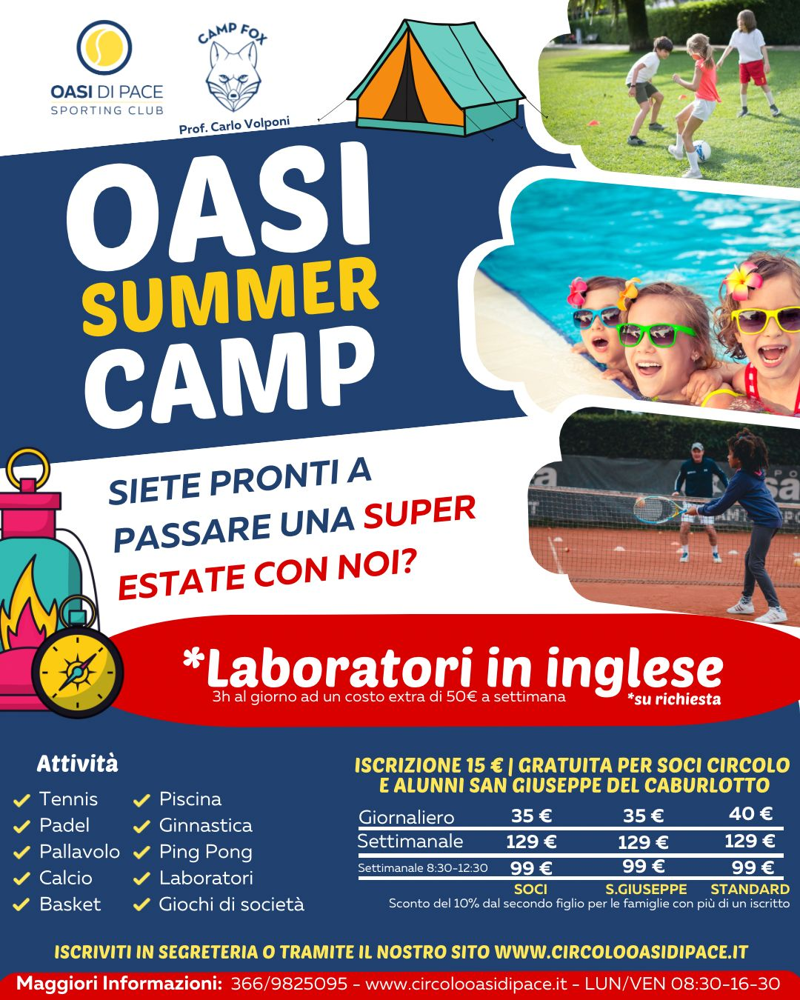 OASI DI PACE
SPORTING CLUB
CAMP FOX
Prof. Carlo Volponi
OASI
SUMMER
CAMP
SIETE PRONTI A
PASSARE UNA SUPER
ESTATE CON NOI?
*Laboratori in inglese
3h al giorno ad un costo extra di 50€ a settimana
*su richiesta
Attività
Tennis
Padel
Pallavolo
Calcio
Basket
Piscina
Ginnastica
Ping Pong
Laboratori
Giochi di società
ISCRIZIONE 15 € | GRATUITA PER SOCI CIRCOLO
E ALUNNI SAN GIUSEPPE DEL CABURLOTTO
Giornaliero 35 € 35 € 40 €
Settimanale 129 € 129 € 129 €
Settimanale 8:30-12:30 99 € 99 € 99 €
SOCI S.GIUSEPPE STANDARD
Sconto del 10% dal secondo figlio per le famiglie con più di un iscritto
ISCRIVITI IN SEGRETERIA O TRAMITE IL NOSTRO SITO WWW.CIRCOLOOASIDIPACE.IT
Maggiori Informazioni: 366/9825095 - www.circolooasidipace.it - LUN/VEN 08:30-16-30